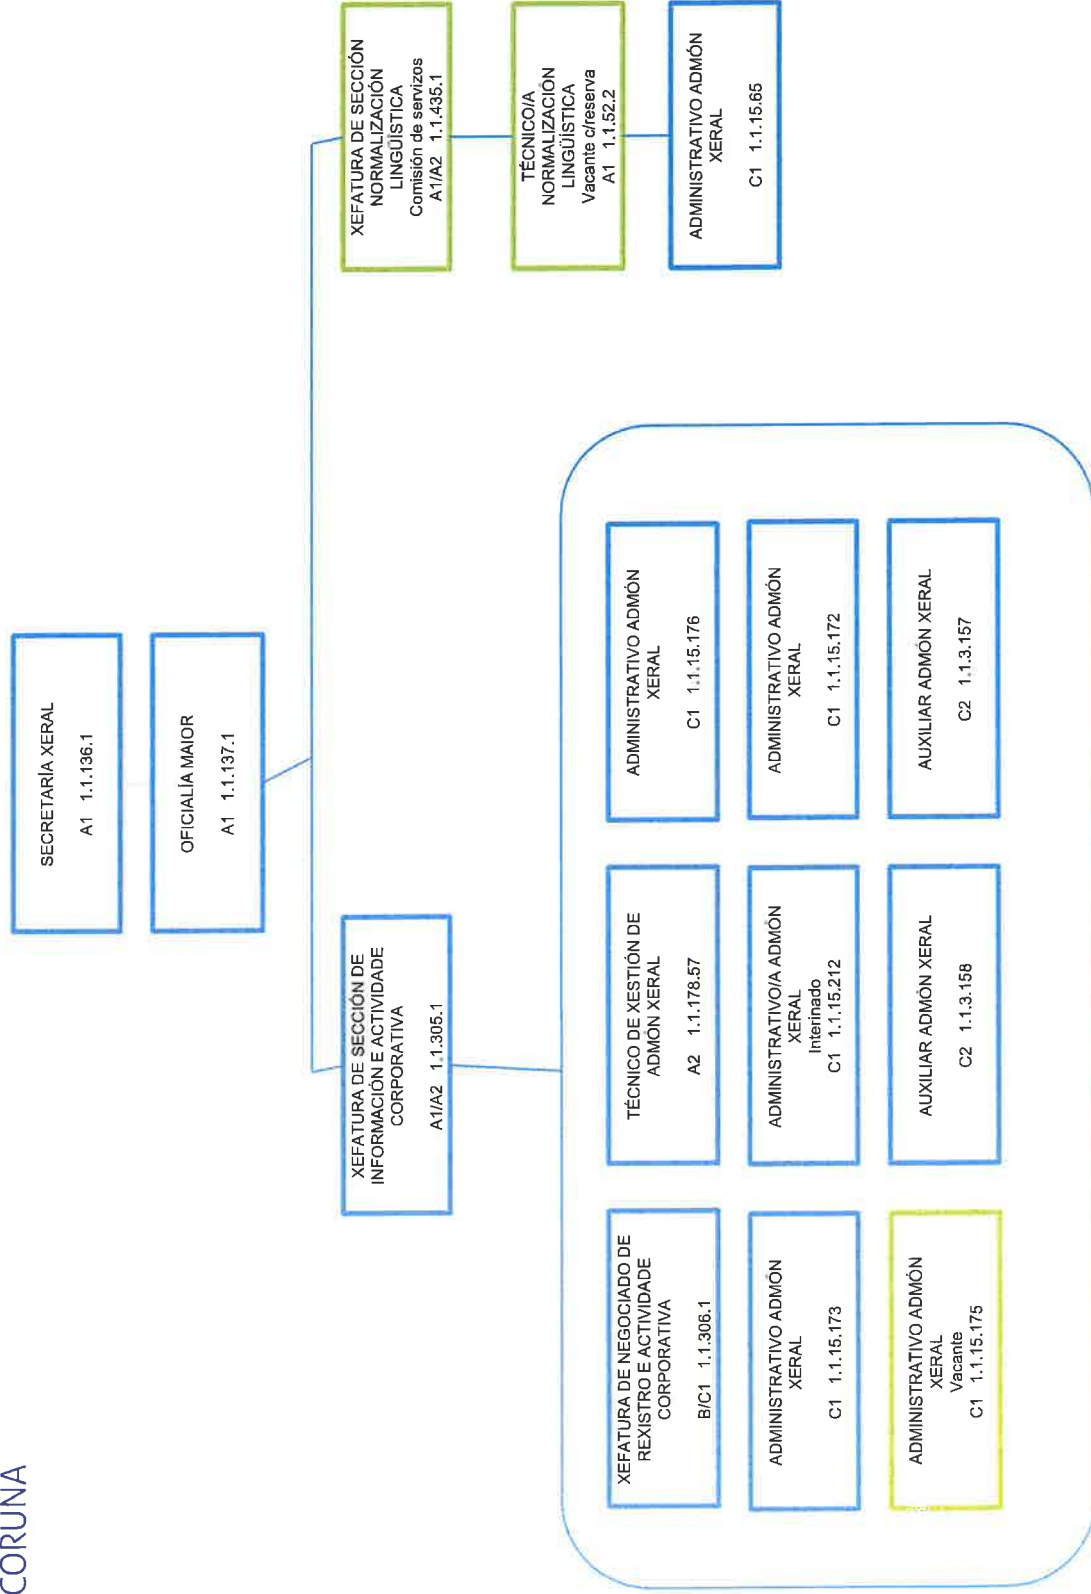 CORUNA
SECRETARÍA XERAL
A1 1.1.136.1
OFICIALÍA MAIOR
A1 1.1.137.1
XEFATURA DE SECCIÓN DE
INFORMACIÓN E ACTIVIDADE
CORPORATIVA
A1/A2 1.1.305.1
XEFATURA DE SECCIÓN
NORMALIZACIÓN
LINGÜÍSTICA
Comisión de servizos
A1/A2 1.1.435.1
TÉCNICO/A
NORMALIZACIÓN
LINGÜÍSTICA
Vacante c/reserva
A1 1.1.52.2
ADMINISTRATIVO ADMÓN
XERAL
C1 1.1.15.65
XEFATURA DE NEGOCIADO DE
REXISTRO E ACTIVIDADE
CORPORATIVA
B/C1 1.1.306.1
TÉCNICO DE XESTIÓN DE
ADMÓN XERAL
A2 1.1.178.57
ADMINISTRATIVO ADMÓN
XERAL
C1 1.1.15.176
ADMINISTRATIVO ADMÓN
XERAL
C1 1.1.15.173
ADMINISTRATIVO/A ADMÓN
XERAL
Interinado
C1 1.1.15.212
ADMINISTRATIVO ADMÓN
XERAL
C1 1.1.15.172
ADMINISTRATIVO ADMÓN
XERAL
Vacante
C1 1.1.15.175
AUXILIAR ADMÓN XERAL
C2 1.1.3.158
AUXILIAR ADMÓN XERAL
C2 1.1.3.157